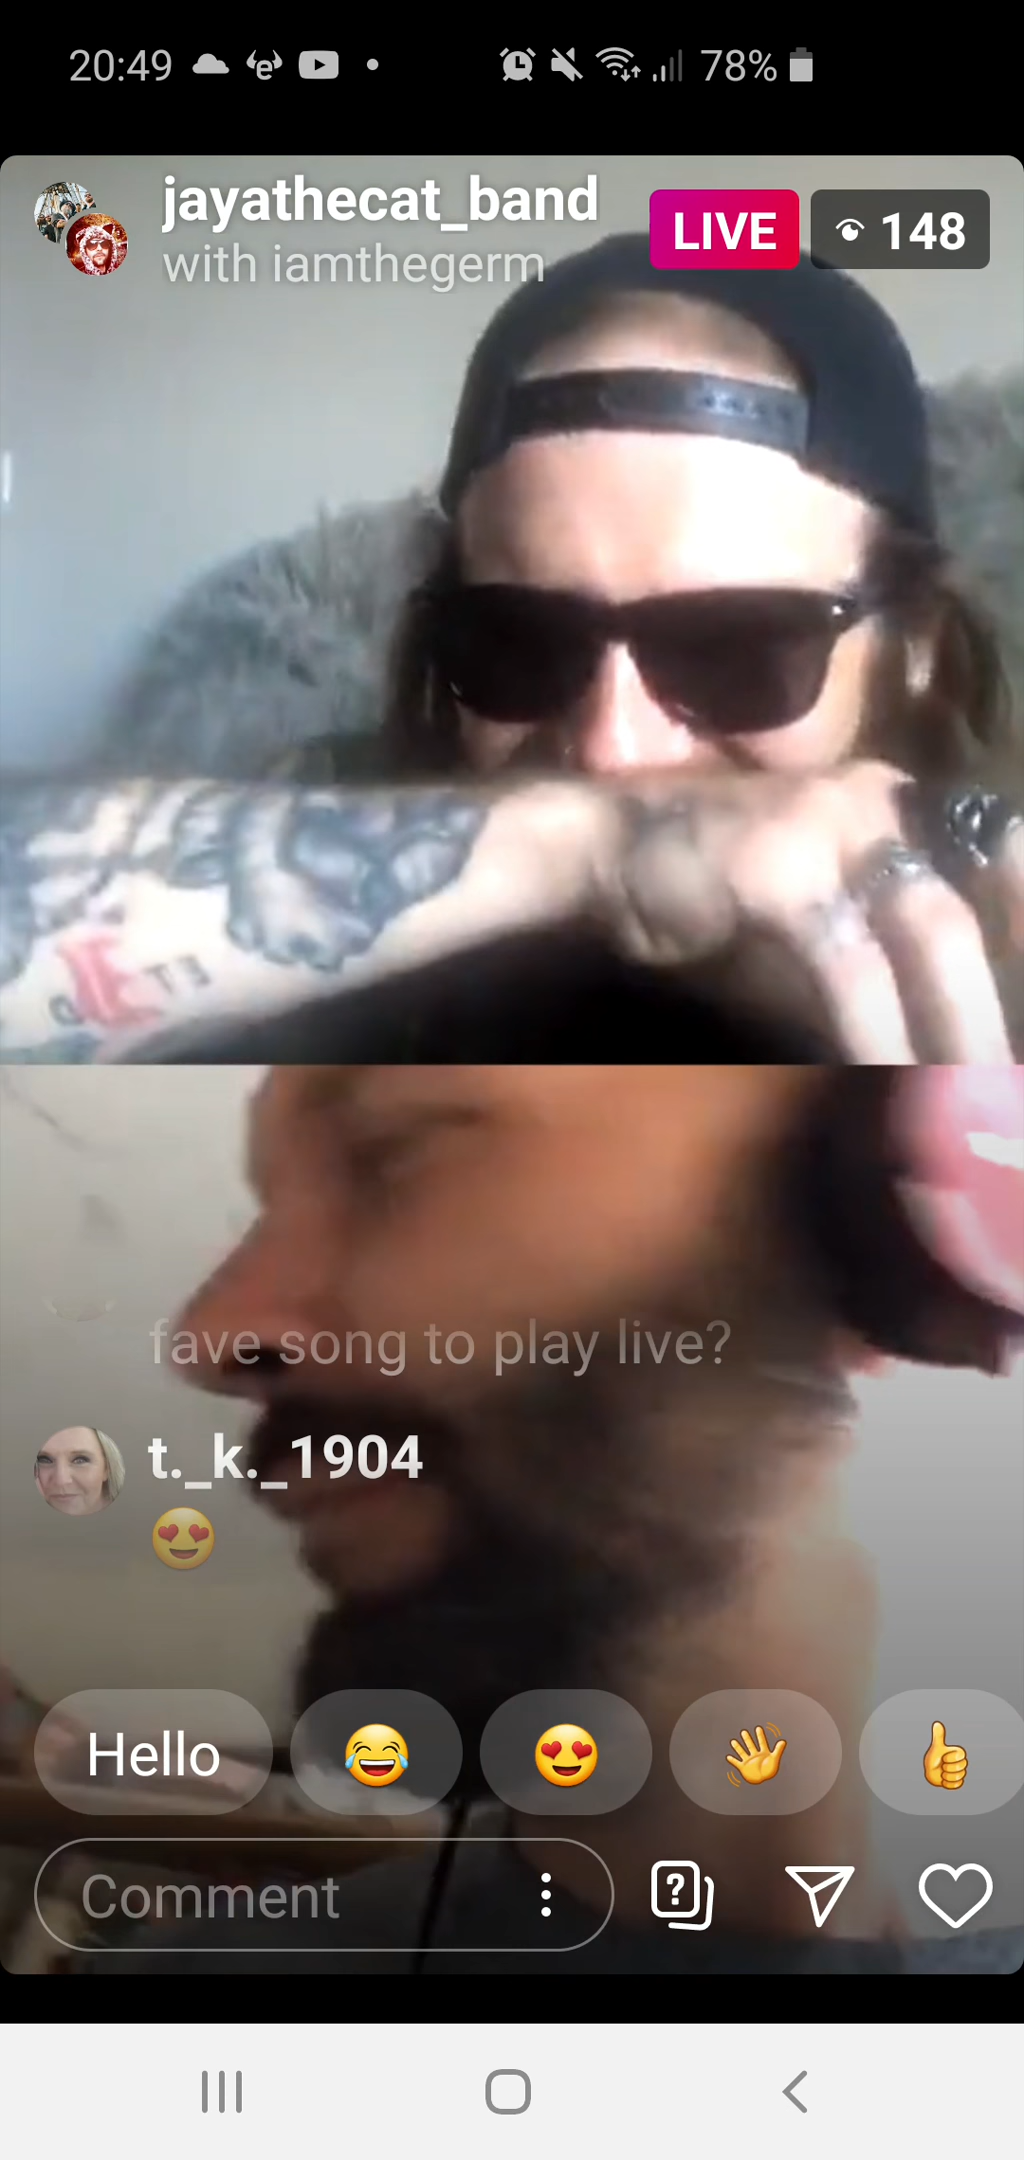 20:49
78%
jayathecat_band
with iamthegerm
LIVE
148
fave song to play live?
t._k._1904
😍
Hello
😂
😍
👋
👍
Comment